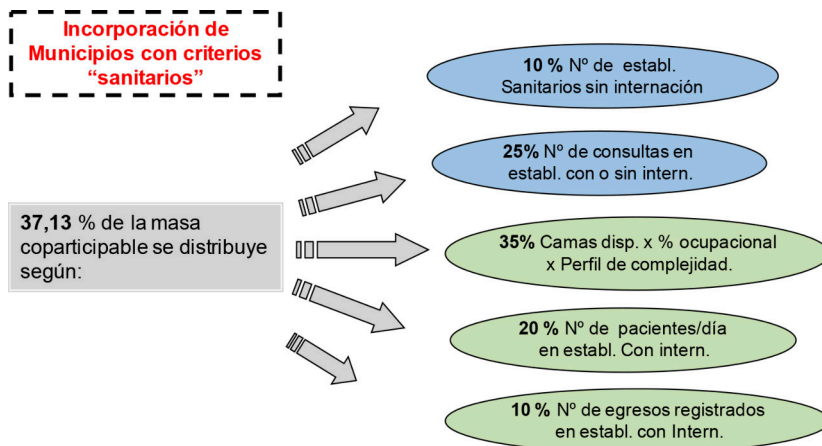 Incorporación de
Municipios con criterios
“sanitarios”
10 % Nº de establ.
Sanitarios sin internación
25% Nº de consultas en
establ. con o sin intern.
37,13 % de la masa
coparticipable se distribuye
según:
35% Camas disp. x % ocupacional
x Perfil de complejidad.
20 % Nº de pacientes/día
en establ. Con intern.
10 % Nº de egresos registrados
en establ. con Intern.